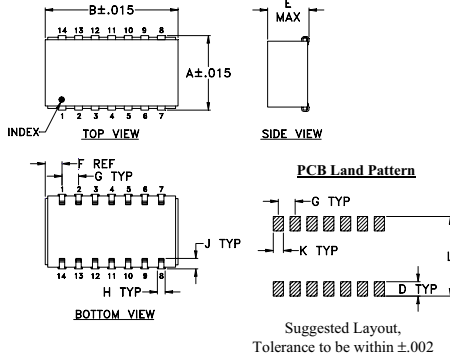 B±.015
E
MAX
14 13 12 11 10 9 8
A±.015
INDEX
1 2 3 4 5 6 7
TOP VIEW
SIDE VIEW
F REF
G TYP
1 2 3 4 5 6 7
J TYP
14 13 12 11 10 9 8
H TYP
BOTTOM VIEW
PCB Land Pattern
G TYP
K TYP
L
D TYP
Suggested Layout,
Tolerance to be within ±.002